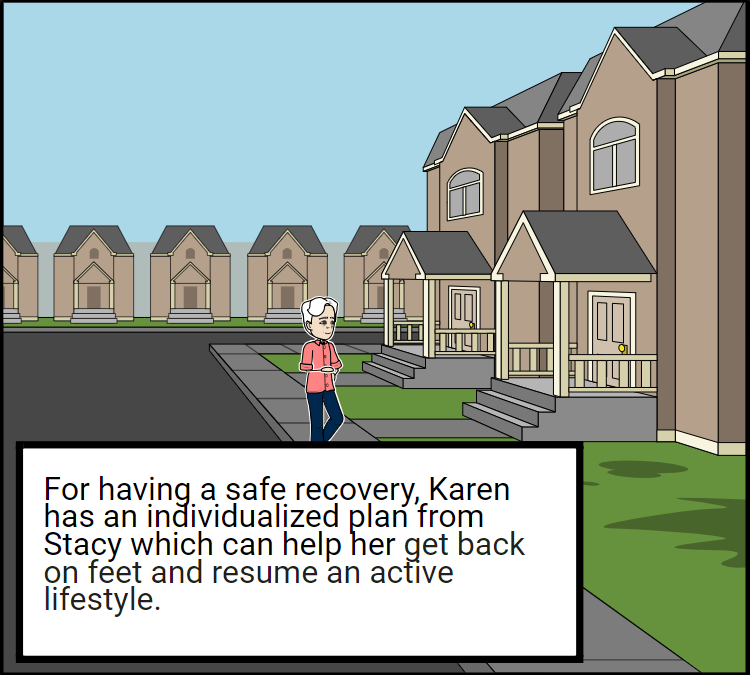 For having a safe recovery, Karen
has an individualized plan from
Stacy which can help her get back
on feet and resume an active
lifestyle.